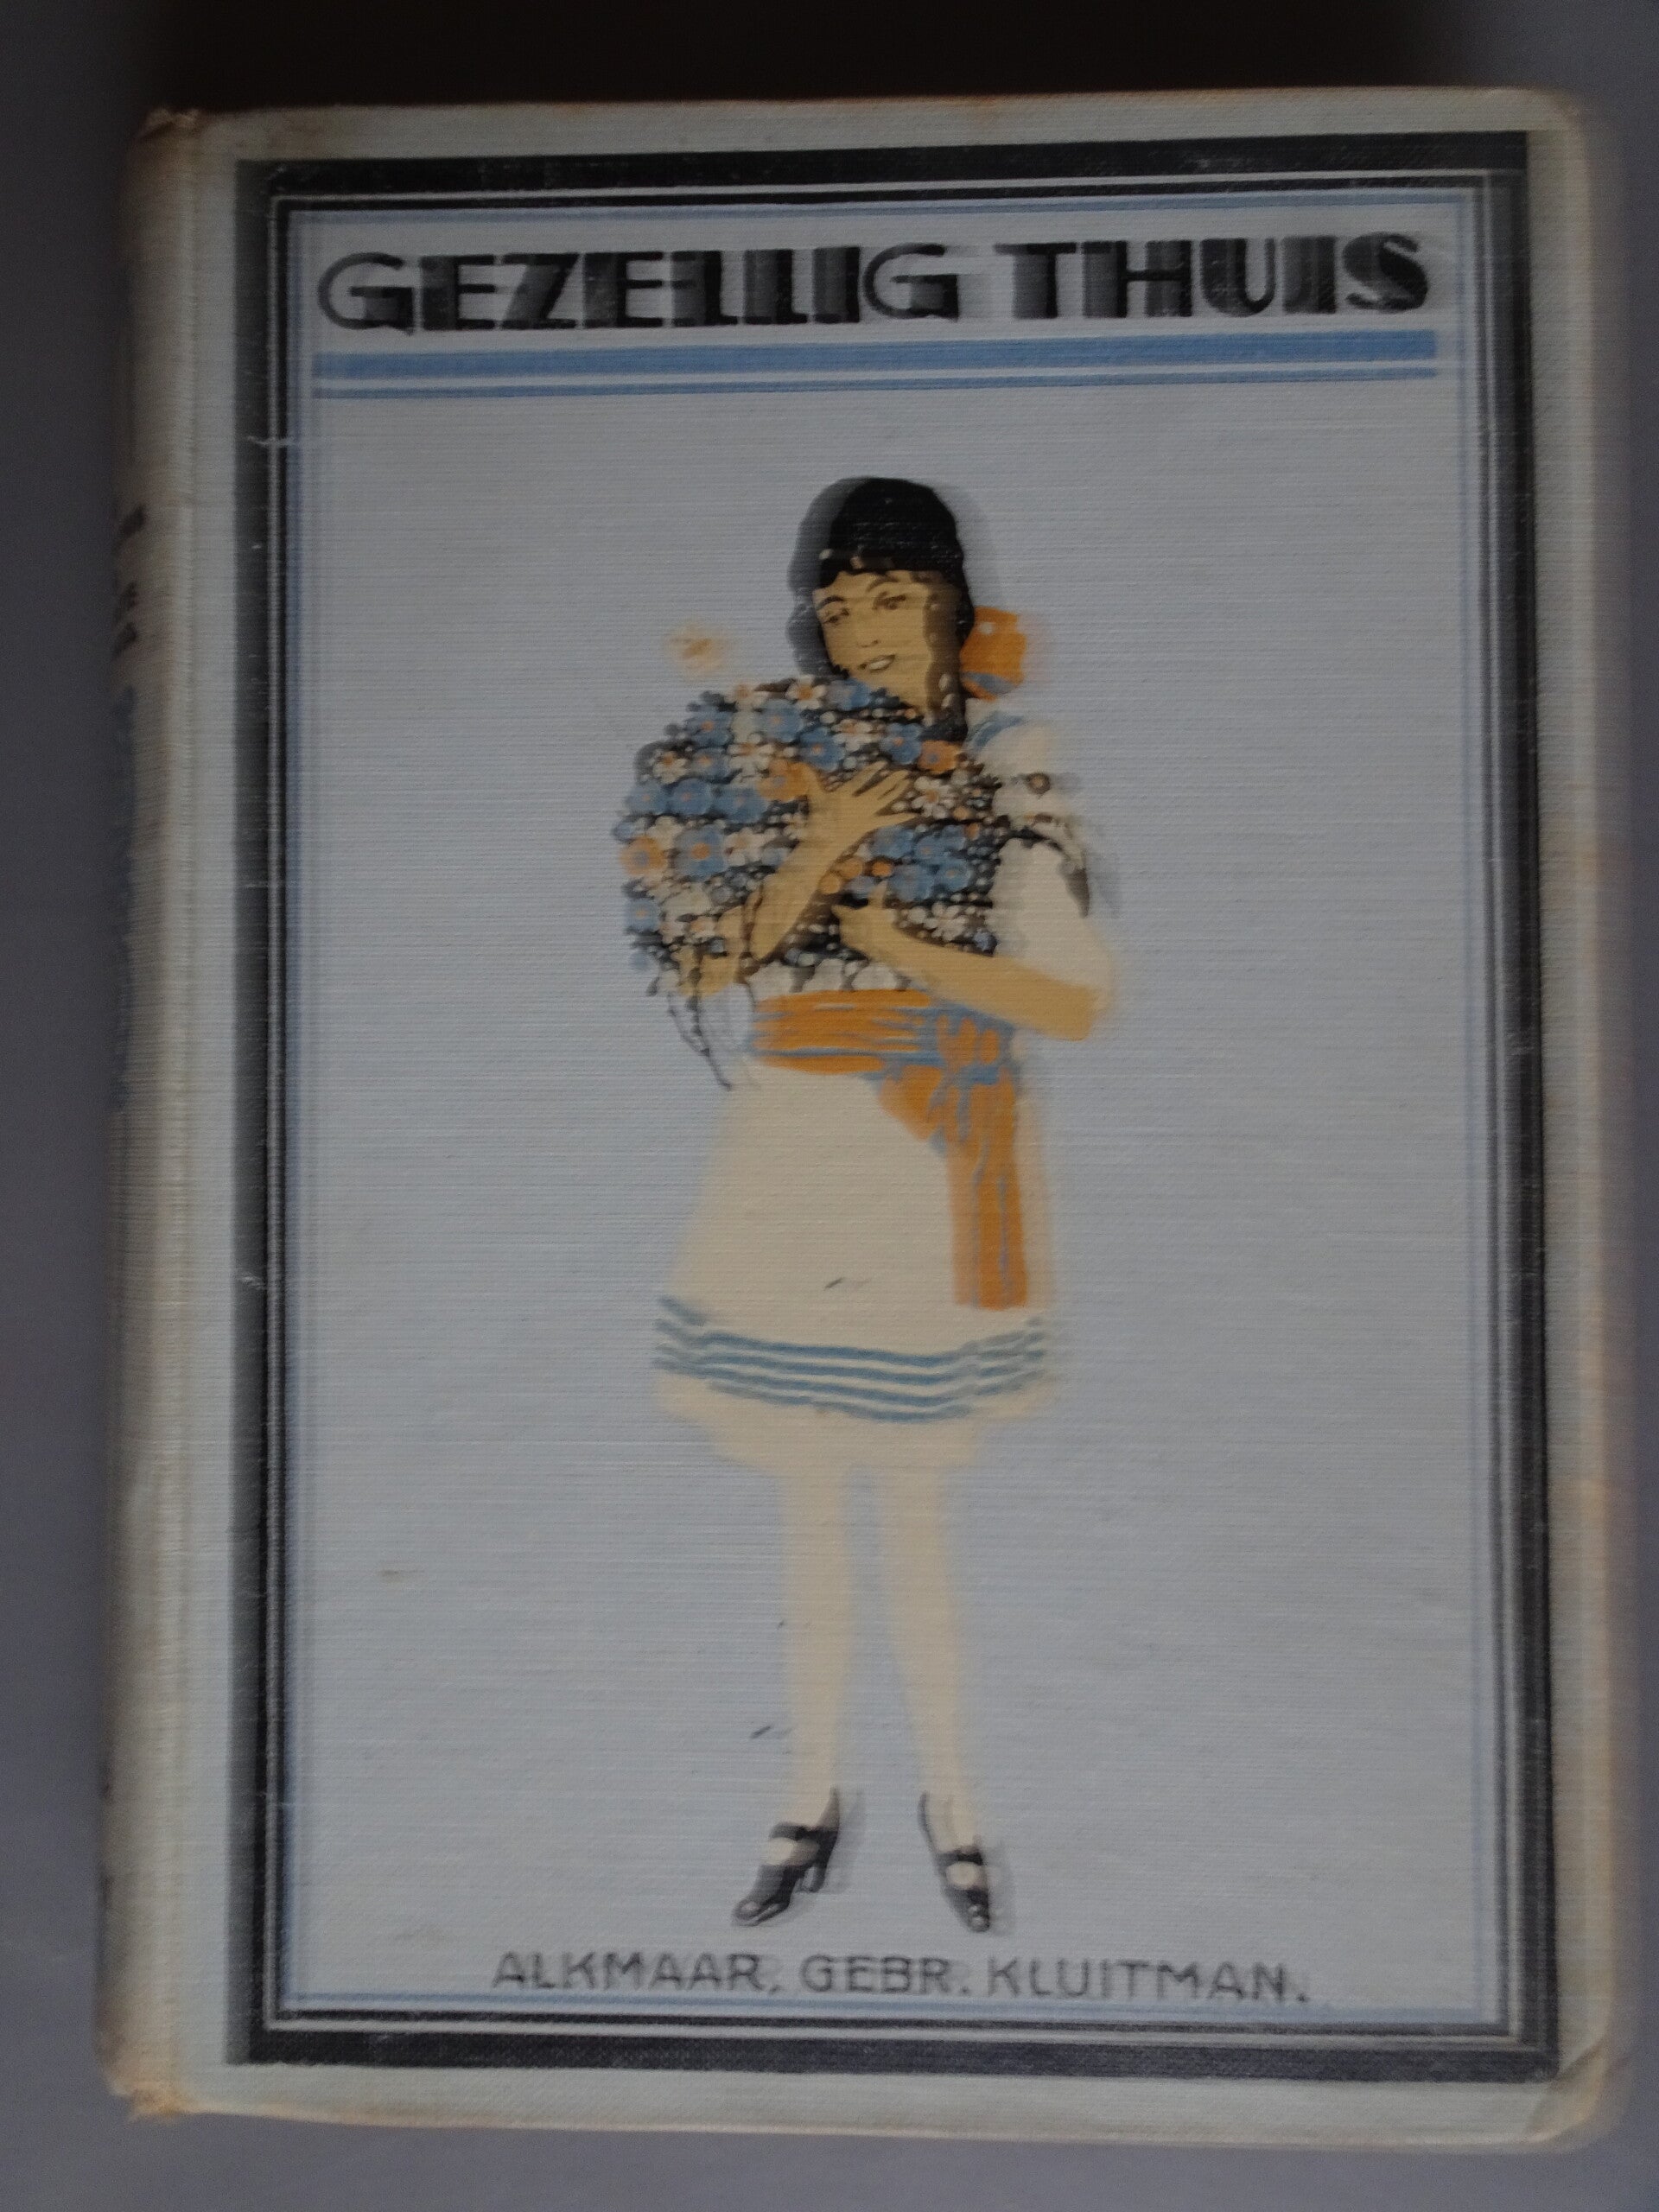 GEZELLIG THUIS
ALKMAAR, GEBR. KLUITMAN.